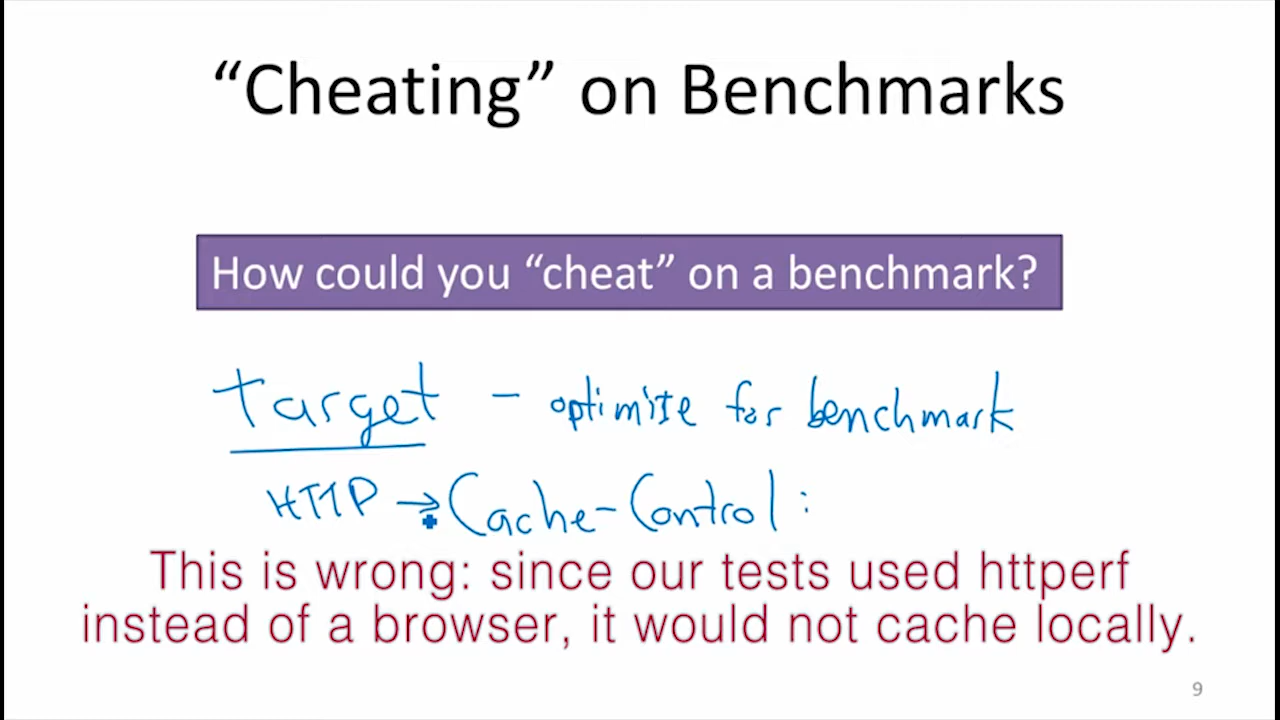 “Cheating” on Benchmarks
How could you “cheat” on a benchmark?
Target - optimize for benchmark
HTTP → Cache-Control:
This is wrong: since our tests used httperf
instead of a browser, it would not cache locally.
9